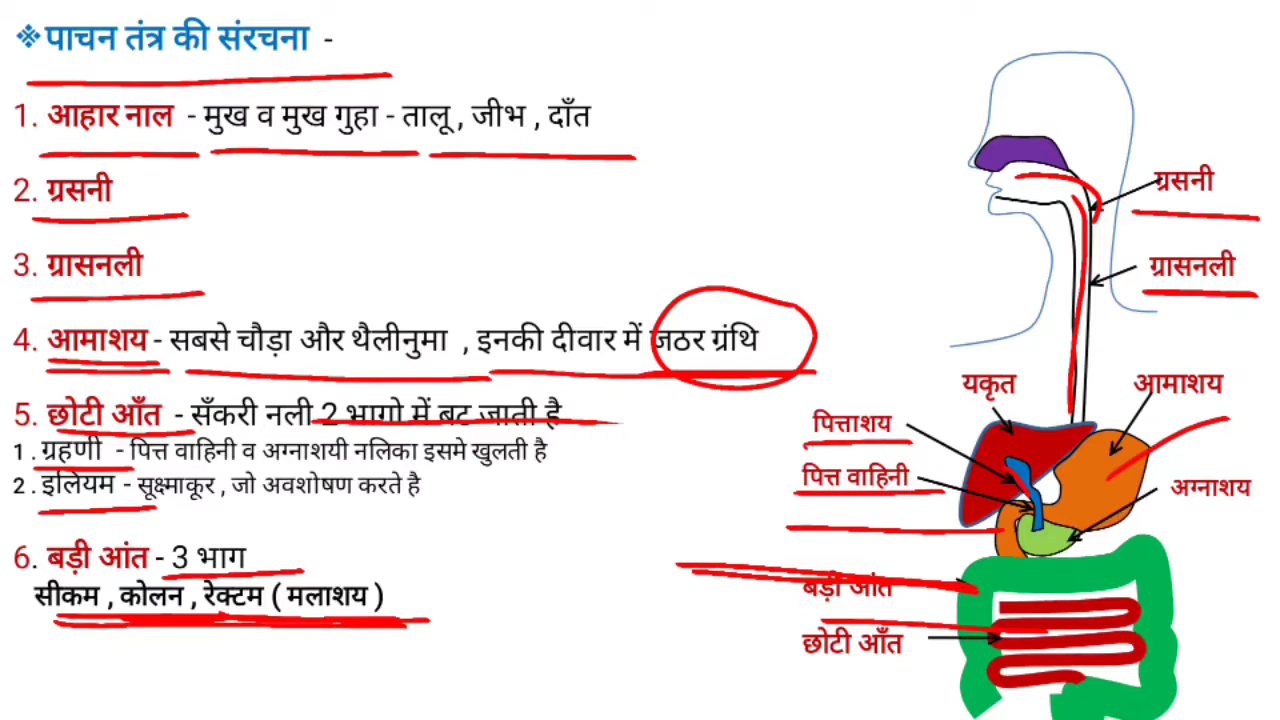 ❖पाचन तंत्र की संरचना -
1. आहार नाल - मुख व मुख गुहा - तालू , जीभ , दाँत
2. ग्रसनी
3. ग्रासनली
4. आमाशय - सबसे चौड़ा और थैलीनुमा , इनकी दीवार में जठर ग्रंथि
5. छोटी आँत - सँकरी नली 2 भागो में बट जाती है
1 . ग्रहणी - पित्त वाहिनी व अग्नाशयी नलिका इसमे खुलती है
2 . इलियम - सूक्ष्माकूर , जो अवशोषण करते है
6. बड़ी आंत - 3 भाग
सीकम , कोलन , रेक्टम ( मलाशय )
ग्रसनी
ग्रासनली
यकृत
आमाशय
पित्ताशय
पित्त वाहिनी
अग्नाशय
बड़ी आंत
छोटी आँत